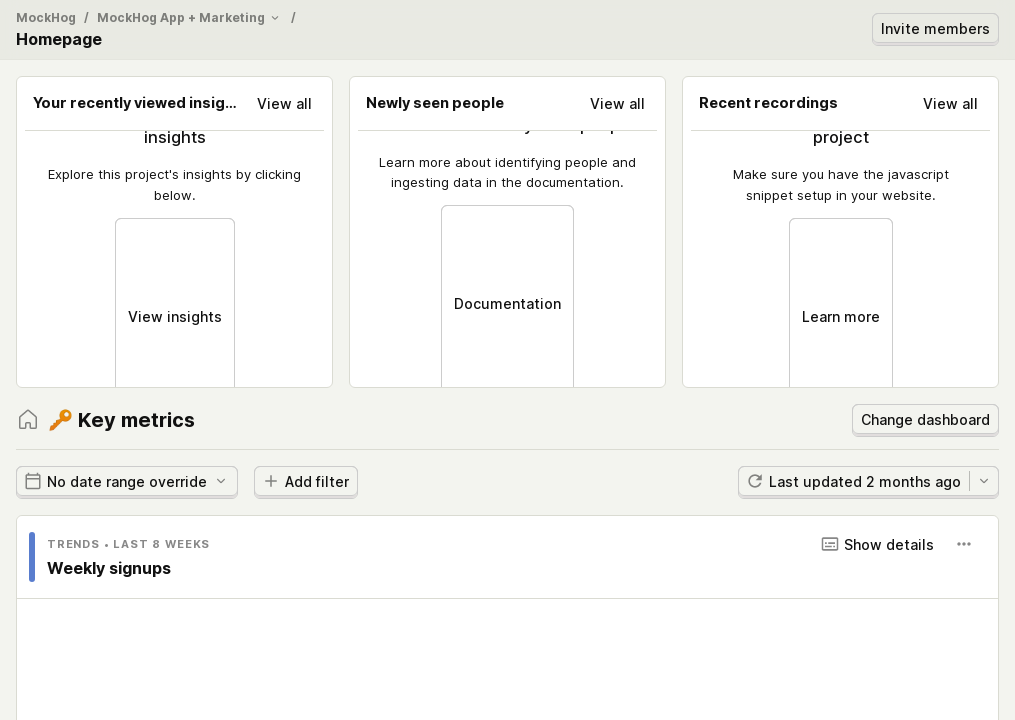 MockHog / MockHog App + Marketing /
Homepage
Invite members
Your recently viewed insig... View all
insights
Explore this project's insights by clicking
below.
View insights
Newly seen people View all
Learn more about identifying people and
ingesting data in the documentation.
Documentation
Recent recordings View all
project
Make sure you have the javascript
snippet setup in your website.
Learn more
🔑 Key metrics
Change dashboard
No date range override
Add filter
Last updated 2 months ago
TRENDS • LAST 8 WEEKS
Weekly signups
Show details